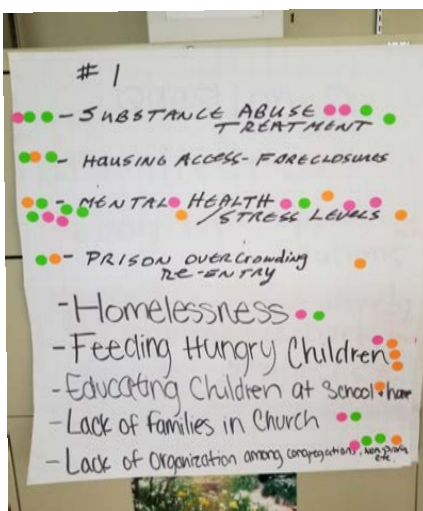 # 1
- SUBSTANCE ABUSE
TREATMENT
- HOUSING ACCESS- FORECLOSURES
- MENTAL HEALTH
/STRESS LEVELS
- PRISON OVERCROWDING
RE-ENTRY
- Homelessness
- Feeding Hungry Children
- Educating Children at School + home
- Lack of families in Church
- Lack of Organization among congregations, non-profits
etc.